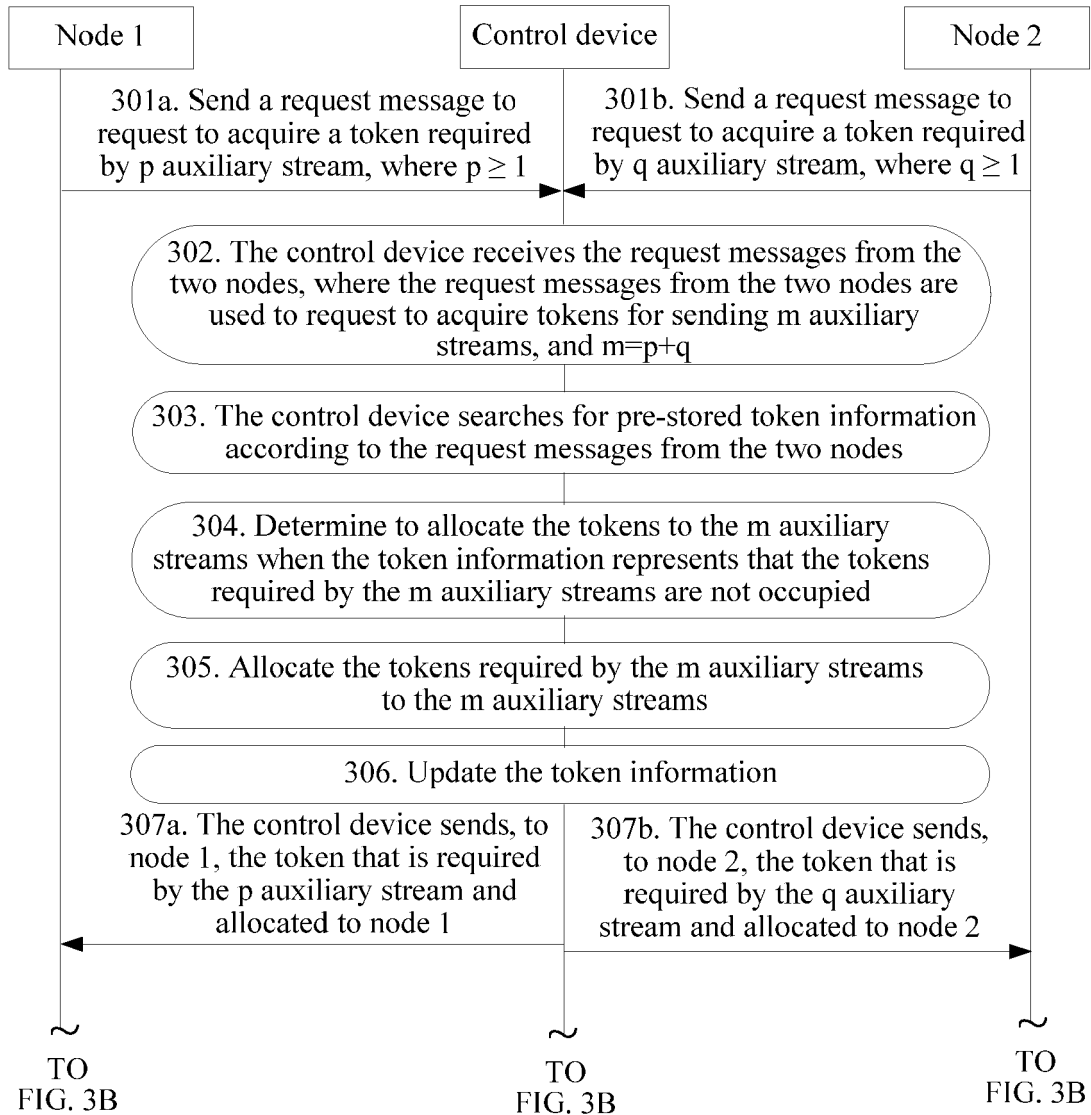 Node 1
Control device
Node 2
301a. Send a request message to
request to acquire a token required
by p auxiliary stream, where p ≥ 1
301b. Send a request message to
request to acquire a token required
by q auxiliary stream, where q ≥ 1
302. The control device receives the request messages from the
two nodes, where the request messages from the two nodes are
used to request to acquire tokens for sending m auxiliary
streams, and m=p+q
303. The control device searches for pre-stored token information
according to the request messages from the two nodes
304. Determine to allocate the tokens to the m auxiliary
streams when the token information represents that the tokens
required by the m auxiliary streams are not occupied
305. Allocate the tokens required by the m auxiliary streams
to the m auxiliary streams
306. Update the token information
307a. The control device sends, to
node 1, the token that is required
by the p auxiliary stream and
allocated to node 1
307b. The control device sends,
to node 2, the token that is
required by the q auxiliary
stream and allocated to node 2
~
TO
FIG. 3B
~
TO
FIG. 3B
~
TO
FIG. 3B